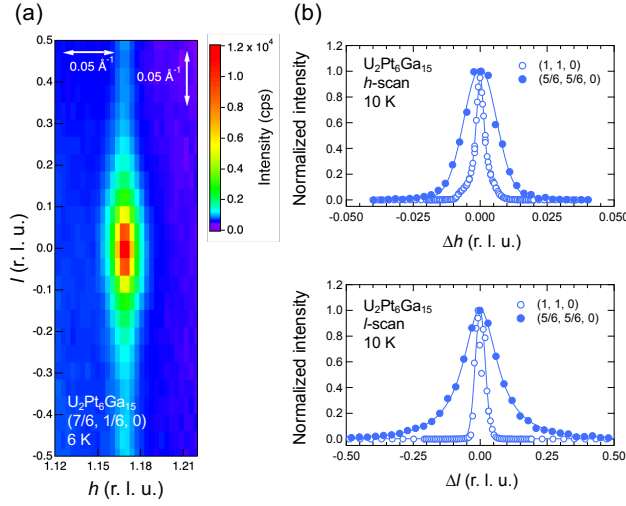 (a)
0.5
0.4
0.3
0.2
0.1
0.0
-0.1
-0.2
-0.3
-0.4
-0.5
l (r. l. u.)
0.05 Å⁻¹
0.05 Å⁻¹
U₂Pt₆Ga₁₅
(7/6, 1/6, 0)
6 K
1.12 1.15 1.18 1.21
h (r. l. u.)
1.2 x 10⁴
1.0
0.8
0.6
0.4
0.2
0.0
Intensity (cps)
(b)
Normalized intensity
1.2
1.0
0.8
0.6
0.4
0.2
0.0
U₂Pt₆Ga₁₅
h-scan
10 K
(1, 1, 0)
(5/6, 5/6, 0)
-0.050 -0.025 0.000 0.025 0.050
Δh (r. l. u.)
Normalized intensity
1.2
1.0
0.8
0.6
0.4
0.2
0.0
U₂Pt₆Ga₁₅
l-scan
10 K
(1, 1, 0)
(5/6, 5/6, 0)
-0.50 -0.25 0.00 0.25 0.50
Δl (r. l. u.)